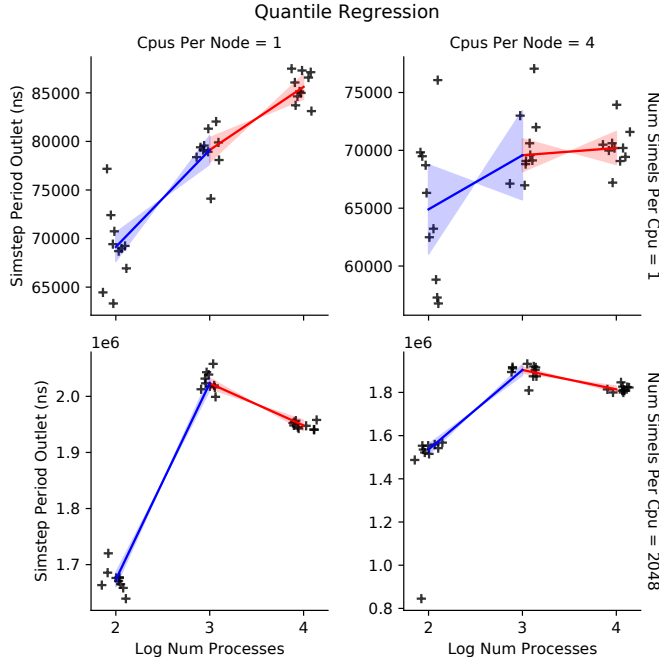 Quantile Regression
Cpus Per Node = 1
Cpus Per Node = 4
Simstep Period Outlet (ns)
85000
80000
75000
70000
65000
75000
70000
65000
60000
Num Simels Per Cpu = 1
1e6
1e6
Simstep Period Outlet (ns)
2.0
1.9
1.8
1.7
1.8
1.6
1.4
1.2
1.0
0.8
Num Simels Per Cpu = 2048
2
3
4
2
3
4
Log Num Processes
Log Num Processes